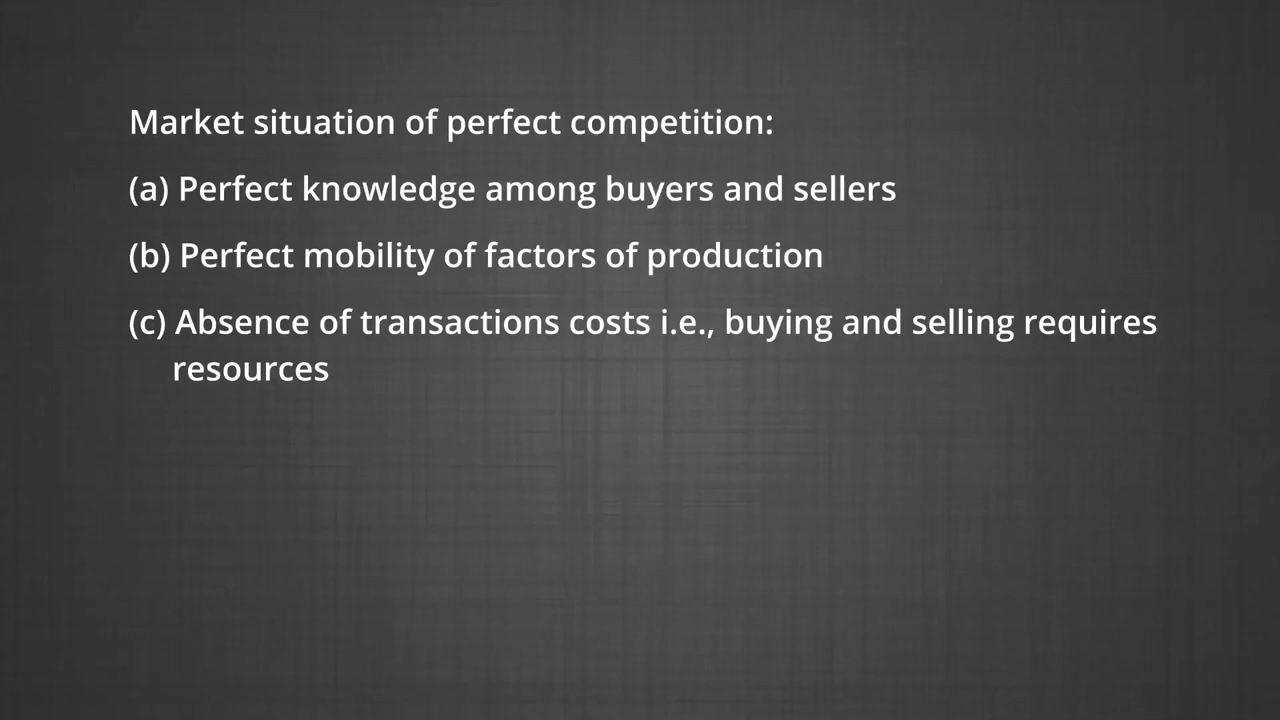 Market situation of perfect competition:
(a) Perfect knowledge among buyers and sellers
(b) Perfect mobility of factors of production
(c) Absence of transactions costs i.e., buying and selling requires
resources